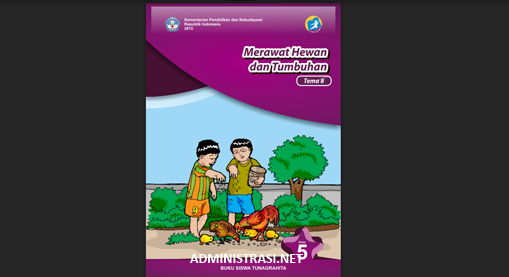 Kementerian Pendidikan dan Kebudayaan
Republik Indonesia
2015
Merawat Hewan
dan Tumbuhan
Tema 8
Kelas
5
ADMINISTRASI.NET
BUKU SISWA TUNAGRAHITA